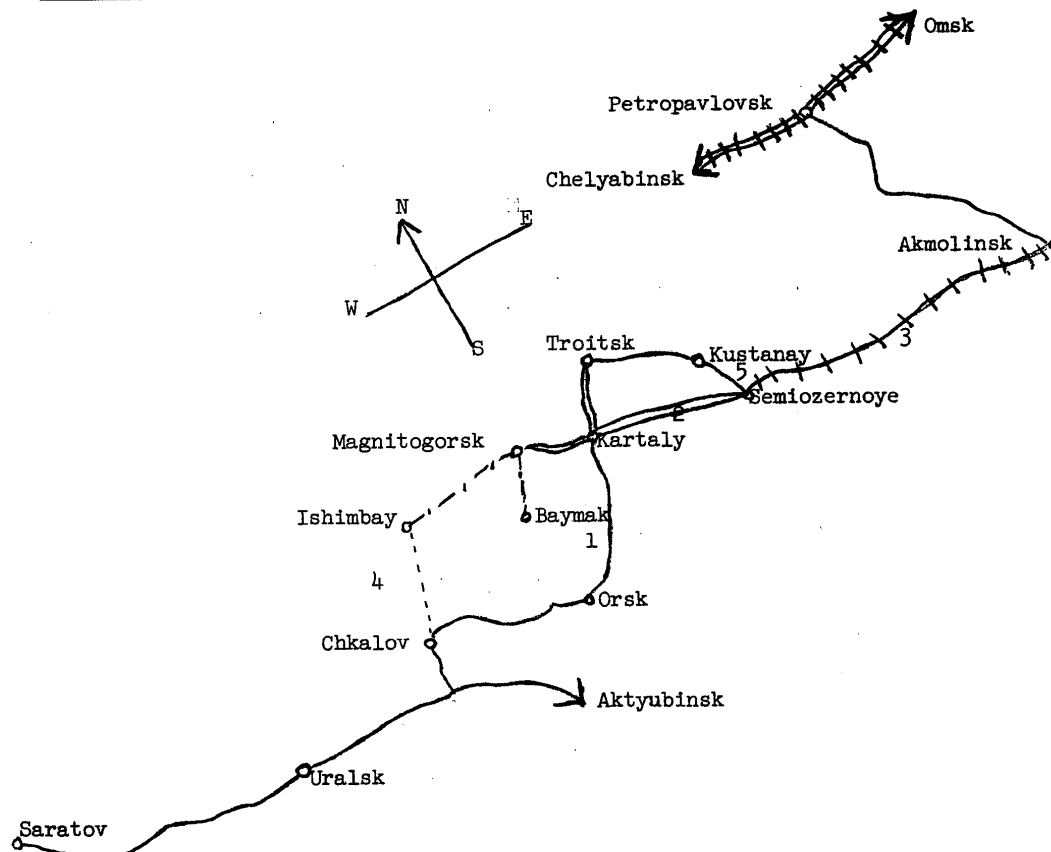 Omsk
Petropavlovsk
Chelyabinsk
N
E
Akmolinsk
W
S
3
Troitsk
Kustanay
5
Semiozernoye
2
Magnitogorsk
Kartaly
Ishimbay
Baymak
1
4
Orsk
Chkalov
Aktyubinsk
Uralsk
Saratov